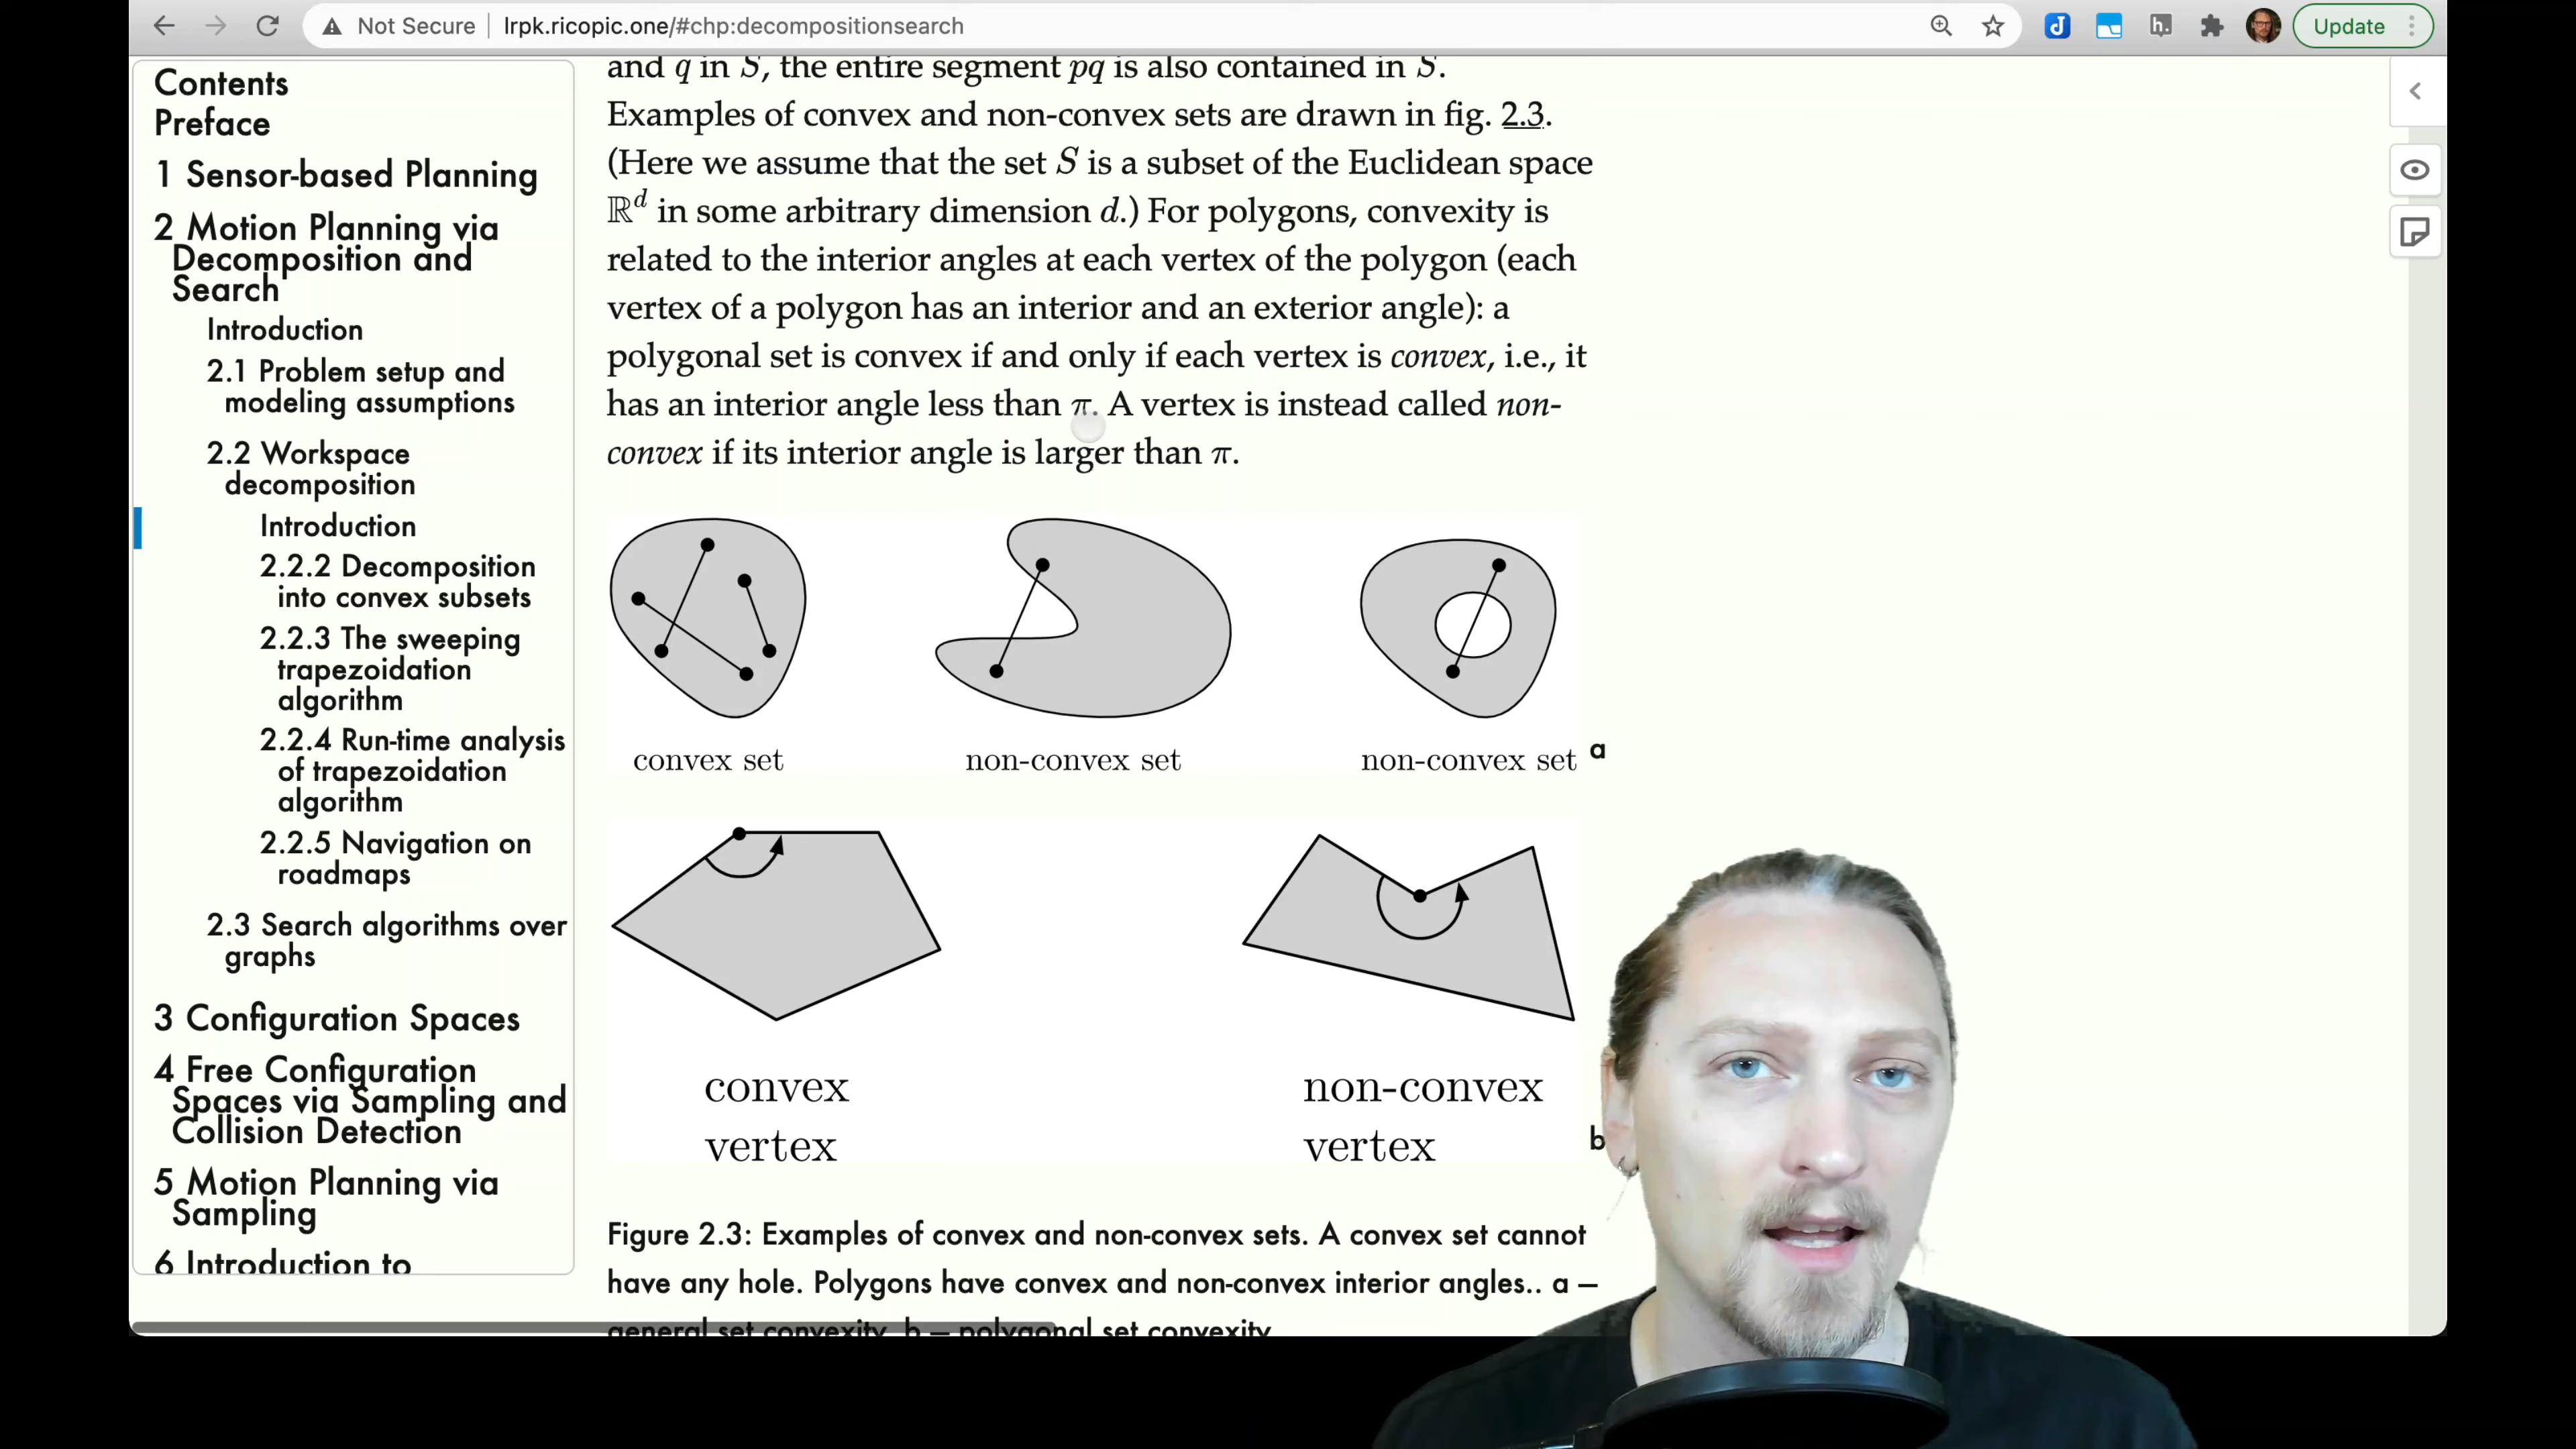 Not Secure
lrpk.ricopic.one/#chp:decompositionsearch
Update
Contents
Preface
1 Sensor-based Planning
2 Motion Planning via
Decomposition and
Search
Introduction
2.1 Problem setup and
modeling assumptions
2.2 Workspace
decomposition
Introduction
2.2.2 Decomposition
into convex subsets
2.2.3 The sweeping
trapezoidation
algorithm
2.2.4 Run-time analysis
of trapezoidation
algorithm
2.2.5 Navigation on
roadmaps
2.3 Search algorithms over
graphs
3 Configuration Spaces
4 Free Configuration
Spaces via Sampling and
Collision Detection
5 Motion Planning via
Sampling
6 Introduction to
and q in S, the entire segment pq is also contained in S.
Examples of convex and non-convex sets are drawn in fig. 2.3.
(Here we assume that the set S is a subset of the Euclidean space
ℝᵈ in some arbitrary dimension d.) For polygons, convexity is
related to the interior angles at each vertex of the polygon (each
vertex of a polygon has an interior and an exterior angle): a
polygonal set is convex if and only if each vertex is convex, i.e., it
has an interior angle less than π. A vertex is instead called non-
convex if its interior angle is larger than π.
convex set
non-convex set
non-convex set
a
convex
vertex
non-convex
vertex
b
Figure 2.3: Examples of convex and non-convex sets. A convex set cannot
have any hole. Polygons have convex and non-convex interior angles.. a —
general set convexity, b — polygonal set convexity